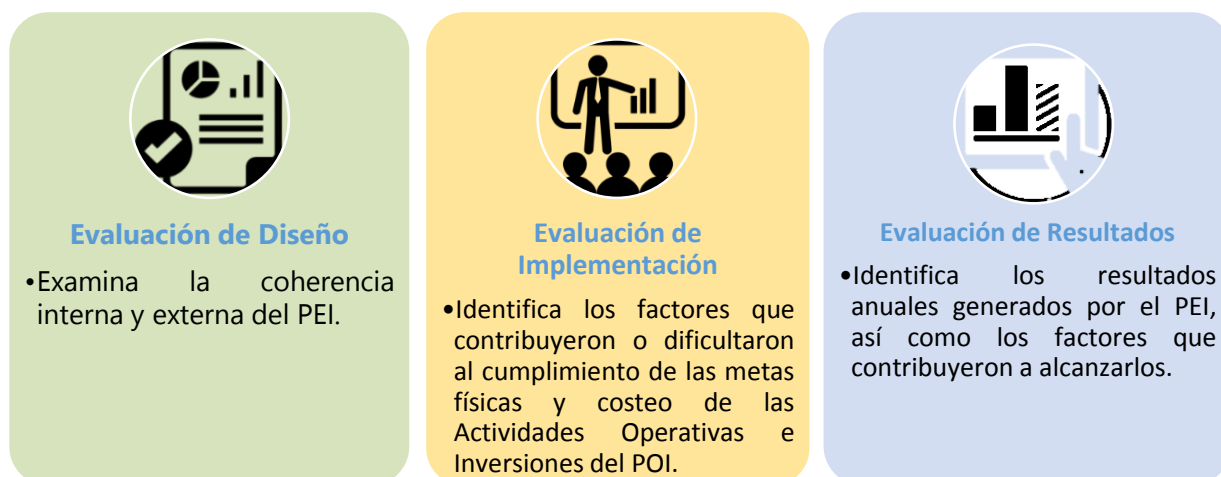 Evaluación de Diseño
•Examina la coherencia
interna y externa del PEI.
Evaluación de
Implementación
•Identifica los factores que
contribuyeron o dificultaron
al cumplimiento de las metas
físicas y costeo de las
Actividades Operativas e
Inversiones del POI.
Evaluación de Resultados
•Identifica los resultados
anuales generados por el PEI,
así como los factores que
contribuyeron a alcanzarlos.